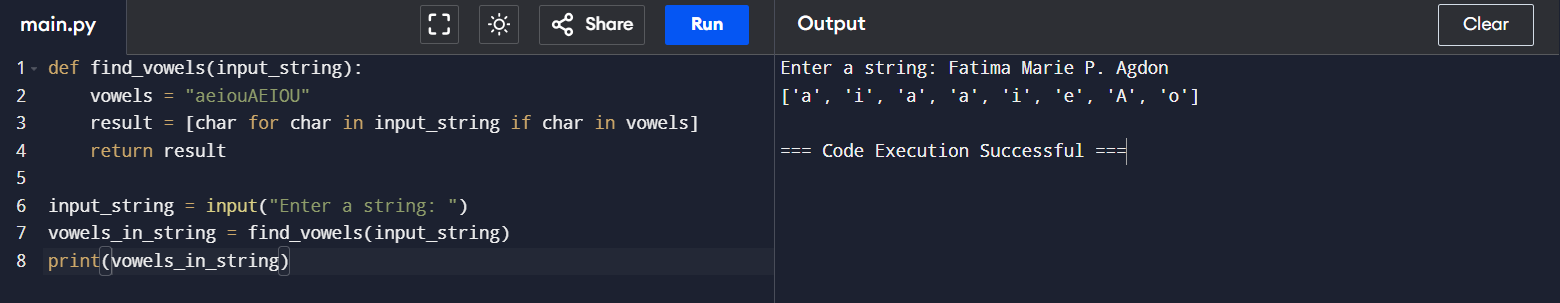 main.py
Share
Run
1 def find_vowels(input_string):
2     vowels = "aeiouAEIOU"
3     result = [char for char in input_string if char in vowels]
4     return result
5
6 input_string = input("Enter a string: ")
7 vowels_in_string = find_vowels(input_string)
8 print(vowels_in_string)
Output
Clear
Enter a string: Fatima Marie P. Agdon
['a', 'i', 'a', 'a', 'i', 'e', 'A', 'o']
=== Code Execution Successful ===